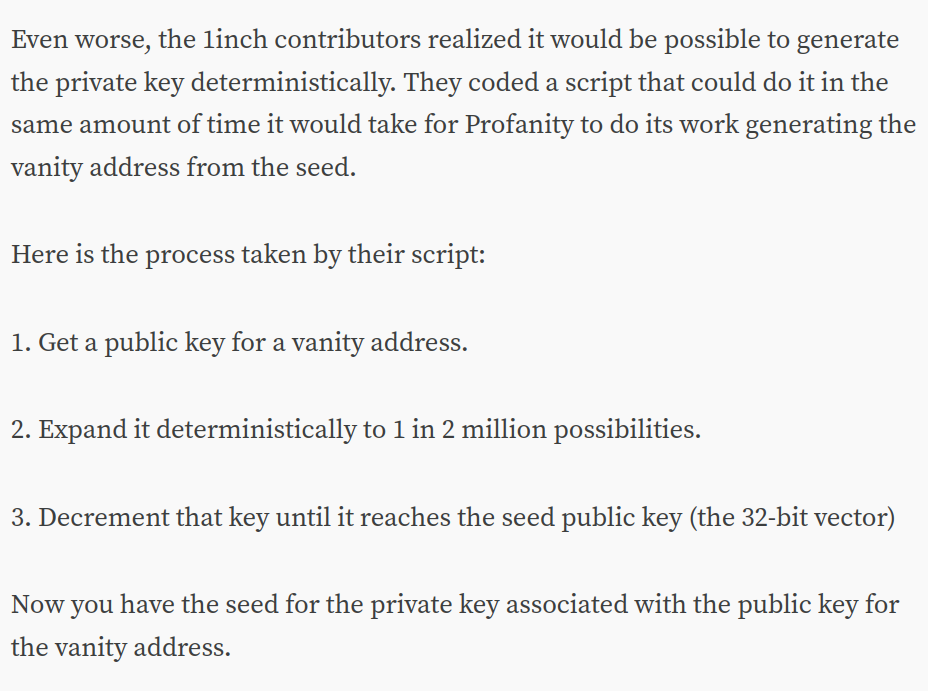 Even worse, the 1inch contributors realized it would be possible to generate
the private key deterministically. They coded a script that could do it in the
same amount of time it would take for Profanity to do its work generating the
vanity address from the seed.
Here is the process taken by their script:
1. Get a public key for a vanity address.
2. Expand it deterministically to 1 in 2 million possibilities.
3. Decrement that key until it reaches the seed public key (the 32-bit vector)
Now you have the seed for the private key associated with the public key for
the vanity address.